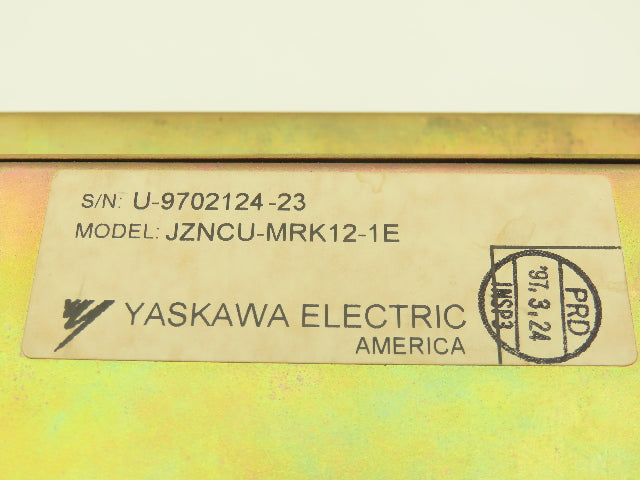 S/N: U-9702124-23
MODEL: JZNCU-MRK12-1E
YASKAWA ELECTRIC
AMERICA
PRD
'97. 3. 24
INSP3